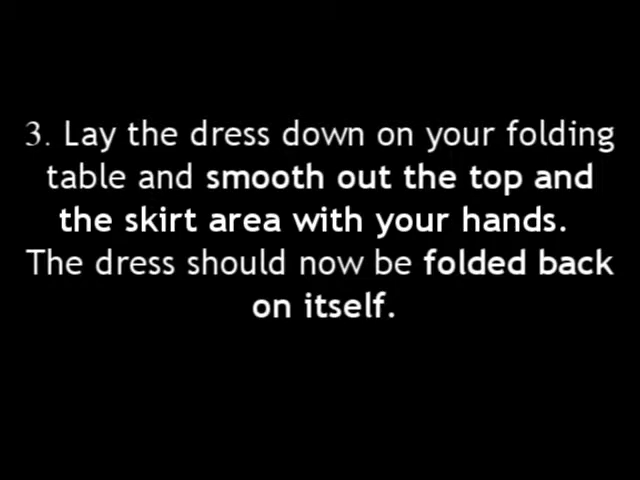 3. Lay the dress down on your folding
table and smooth out the top and
the skirt area with your hands.
The dress should now be folded back
on itself.